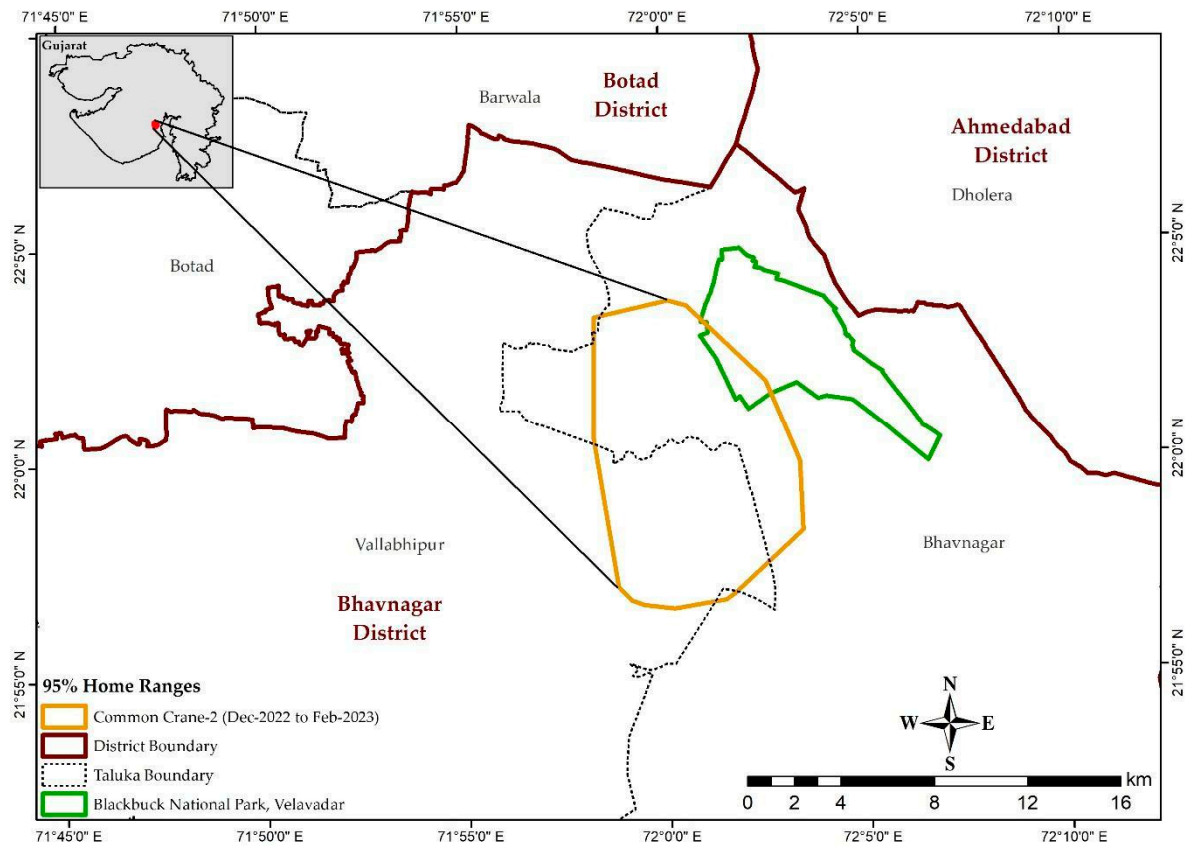 71°45'0" E
71°50'0" E
71°55'0" E
72°0'0" E
72°5'0" E
72°10'0" E
Gujarat
Barwala
Botad
District
Ahmedabad
District
Dholera
22°5'0" N
22°5'0" N
Botad
22°0'0" N
22°0'0" N
Vallabhipur
Bhavnagar
Bhavnagar
District
21°55'0" N
21°55'0" N
95% Home Ranges
Common Crane-2 (Dec-2022 to Feb-2023)
District Boundary
Taluka Boundary
Blackbuck National Park, Velavadar
N
W
E
S
km
0 2 4 8 12 16
71°45'0" E
71°50'0" E
71°55'0" E
72°0'0" E
72°5'0" E
72°10'0" E